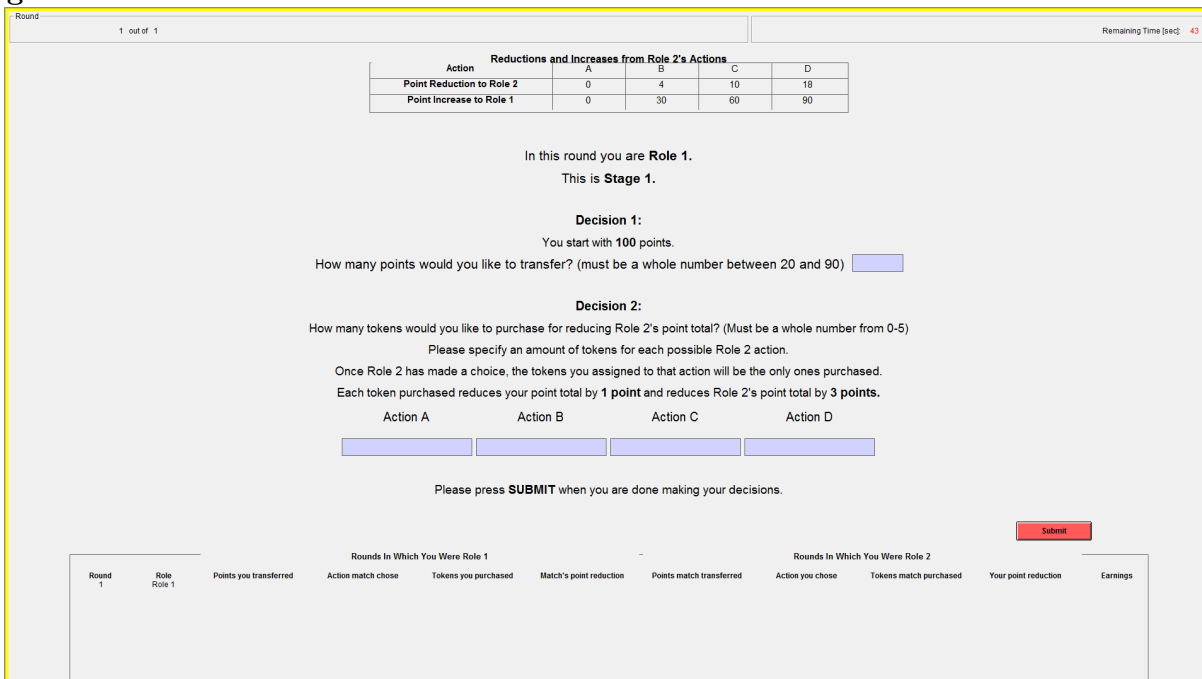 Round
1 out of 1
Remaining Time [sec]: 43
Reductions and Increases from Role 2's Actions
Action A B C D
Point Reduction to Role 2 0 4 10 18
Point Increase to Role 1 0 30 60 90
In this round you are Role 1.
This is Stage 1.
Decision 1:
You start with 100 points.
How many points would you like to transfer? (must be a whole number between 20 and 90)
Decision 2:
How many tokens would you like to purchase for reducing Role 2's point total? (Must be a whole number from 0-5)
Please specify an amount of tokens for each possible Role 2 action.
Once Role 2 has made a choice, the tokens you assigned to that action will be the only ones purchased.
Each token purchased reduces your point total by 1 point and reduces Role 2's point total by 3 points.
Action A Action B Action C Action D
Please press SUBMIT when you are done making your decisions.
Submit
Rounds In Which You Were Role 1 Rounds In Which You Were Role 2
Round Role Points you transferred Action match chose Tokens you purchased Match's point reduction Points match transferred Action you chose Tokens match purchased Your point reduction Earnings
1 Role 1